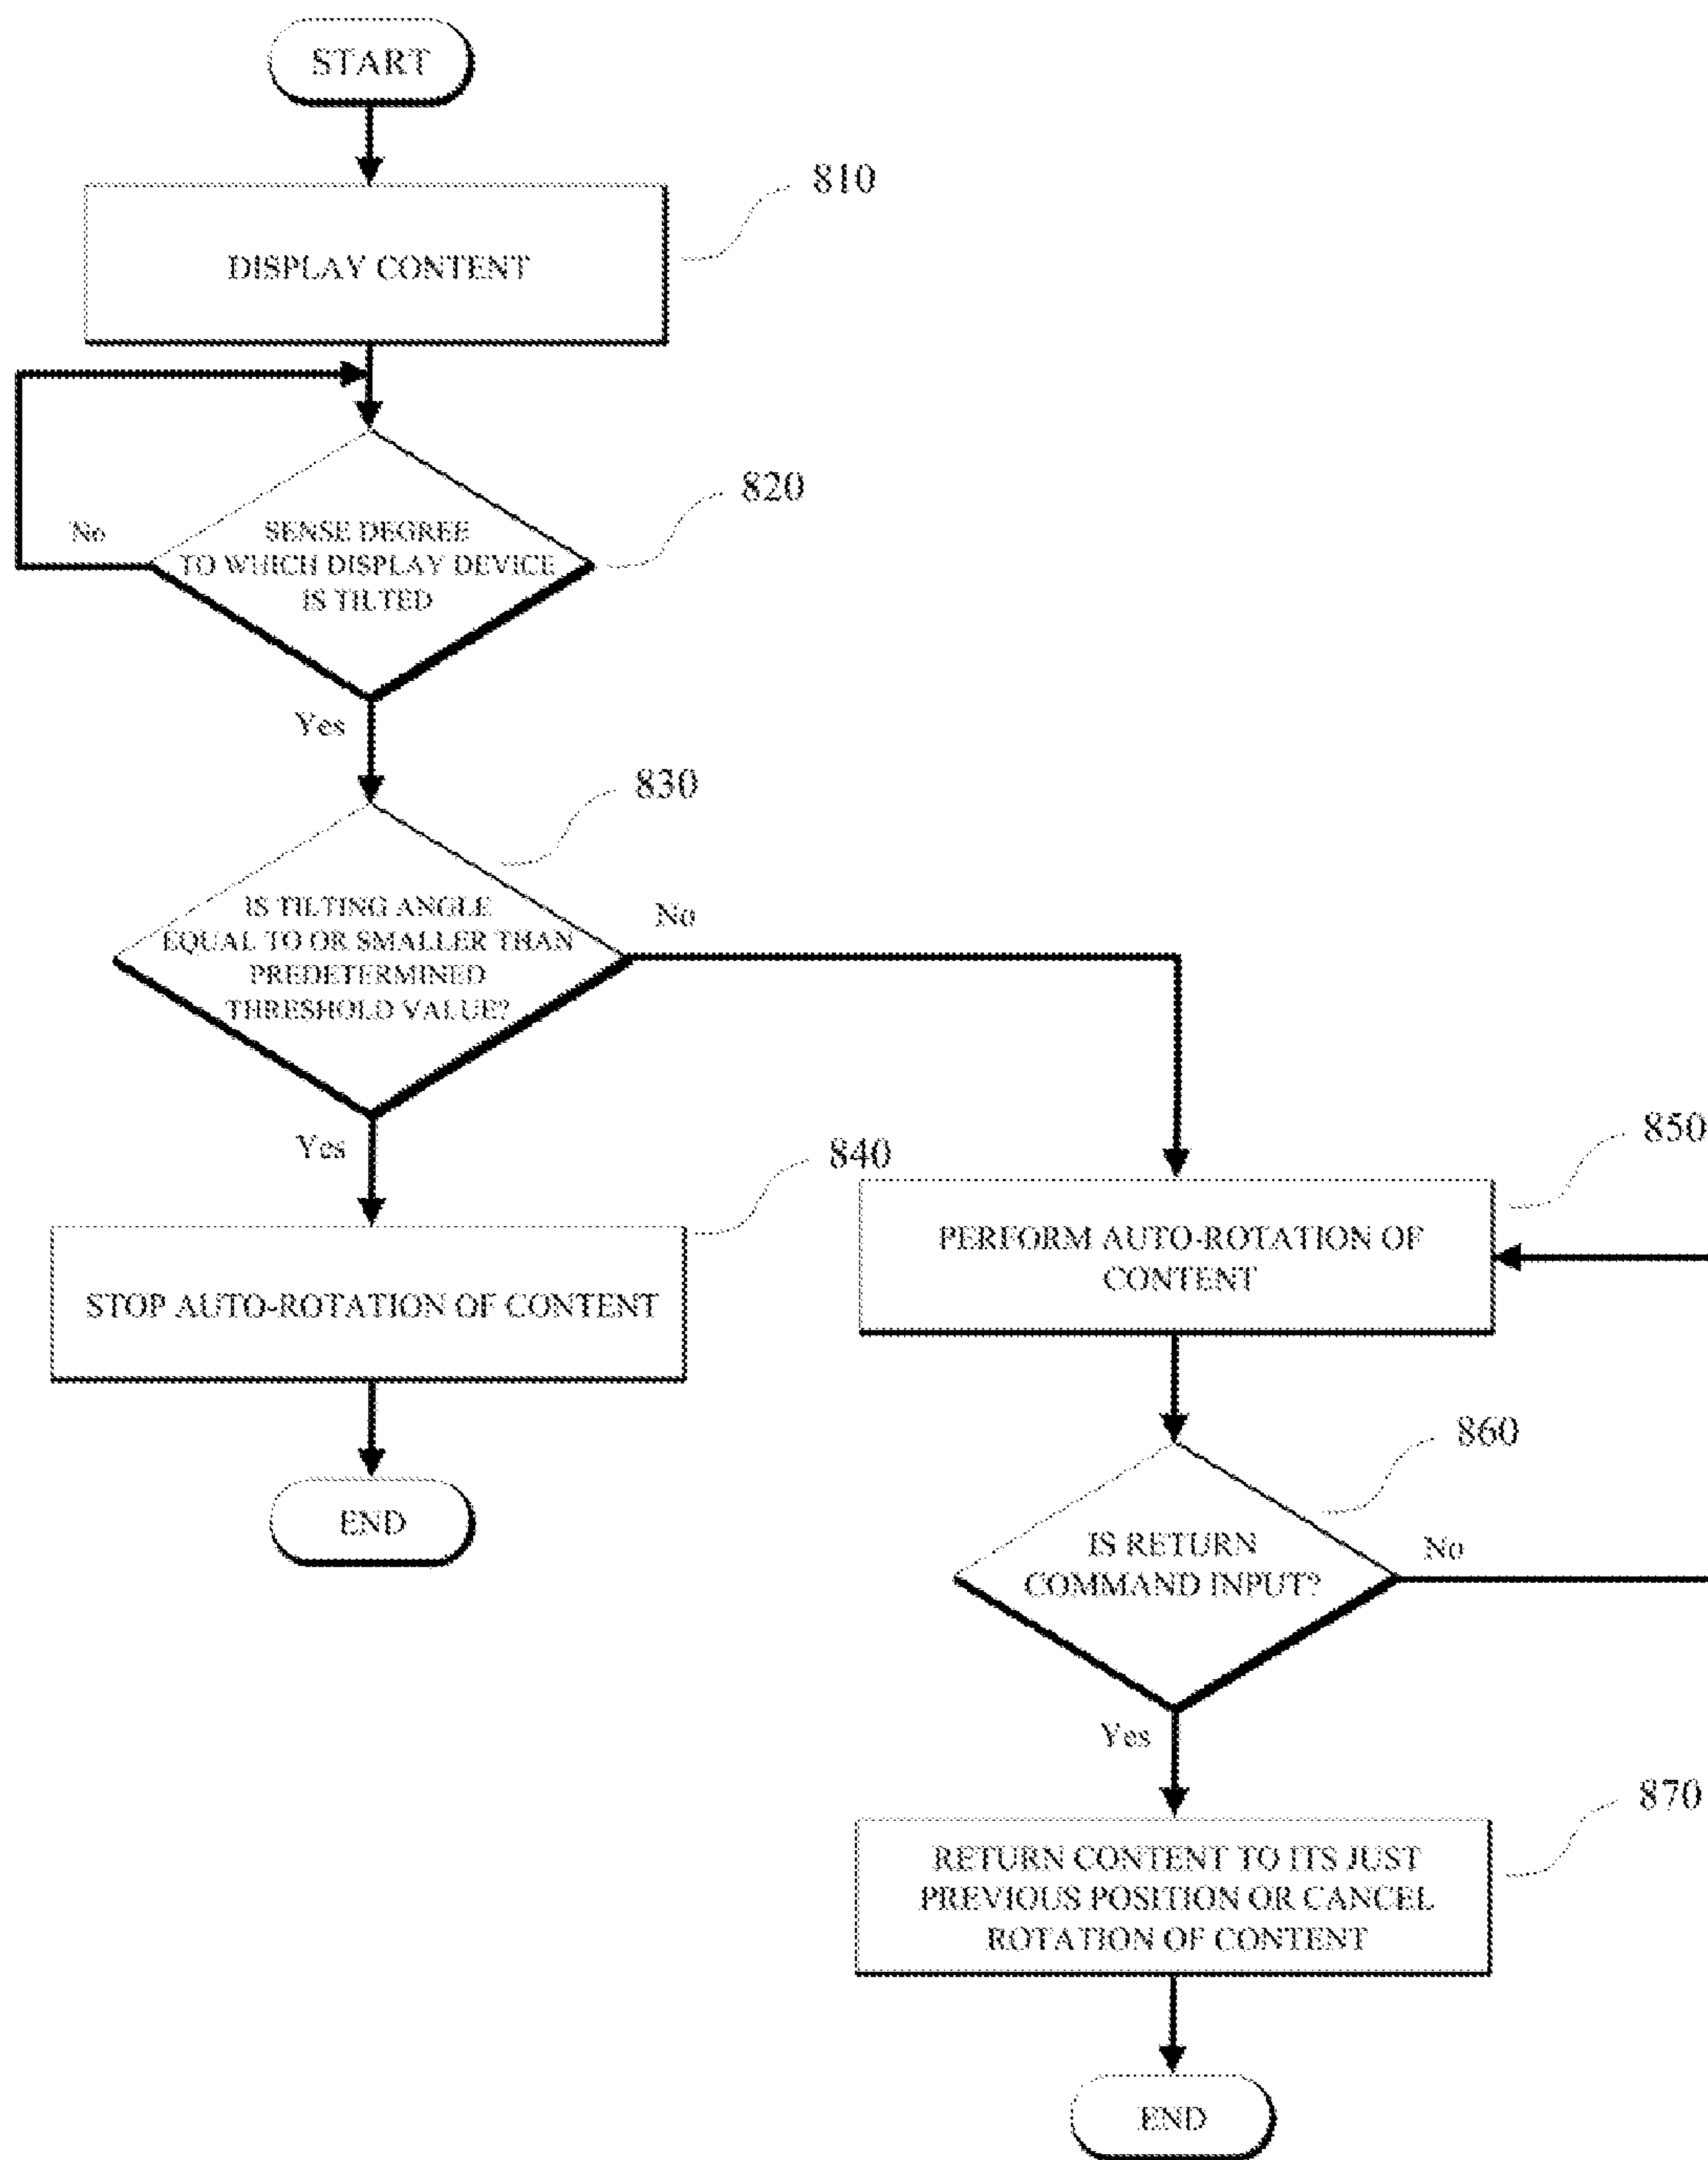 START
810
DISPLAY CONTENT
820
No
SENSE DEGREE
TO WHICH DISPLAY DEVICE
IS TILTED
Yes
830
IS TILTING ANGLE
EQUAL TO OR SMALLER THAN
PREDETERMINED
THRESHOLD VALUE?
No
Yes
840
850
STOP AUTO-ROTATION OF CONTENT
PERFORM AUTO-ROTATION OF
CONTENT
END
860
IS RETURN
COMMAND INPUT?
No
Yes
870
RETURN CONTENT TO ITS JUST
PREVIOUS POSITION OR CANCEL
ROTATION OF CONTENT
END